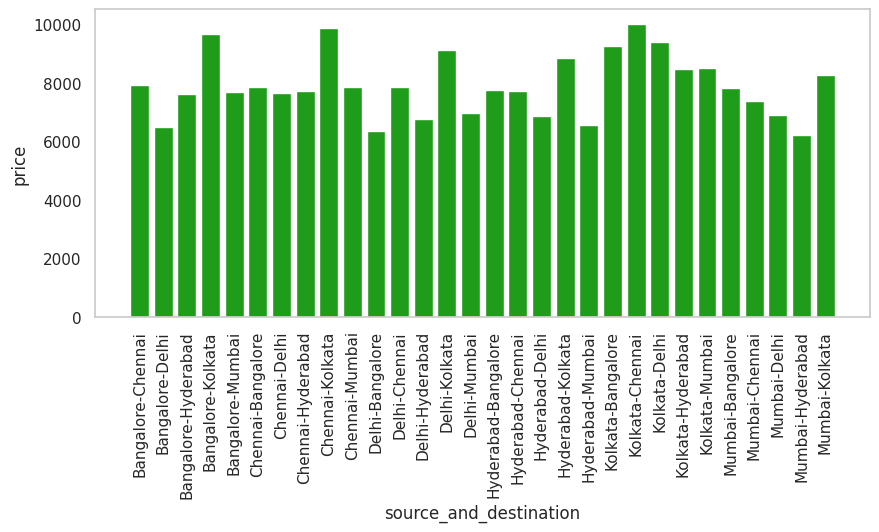 10000
8000
6000
4000
2000
0
price
Bangalore-Chennai
Bangalore-Delhi
Bangalore-Hyderabad
Bangalore-Kolkata
Bangalore-Mumbai
Chennai-Bangalore
Chennai-Delhi
Chennai-Hyderabad
Chennai-Kolkata
Chennai-Mumbai
Delhi-Bangalore
Delhi-Chennai
Delhi-Hyderabad
Delhi-Kolkata
Delhi-Mumbai
Hyderabad-Bangalore
Hyderabad-Chennai
Hyderabad-Delhi
Hyderabad-Kolkata
Hyderabad-Mumbai
Kolkata-Bangalore
Kolkata-Chennai
Kolkata-Delhi
Kolkata-Hyderabad
Kolkata-Mumbai
Mumbai-Bangalore
Mumbai-Chennai
Mumbai-Delhi
Mumbai-Hyderabad
Mumbai-Kolkata
source_and_destination